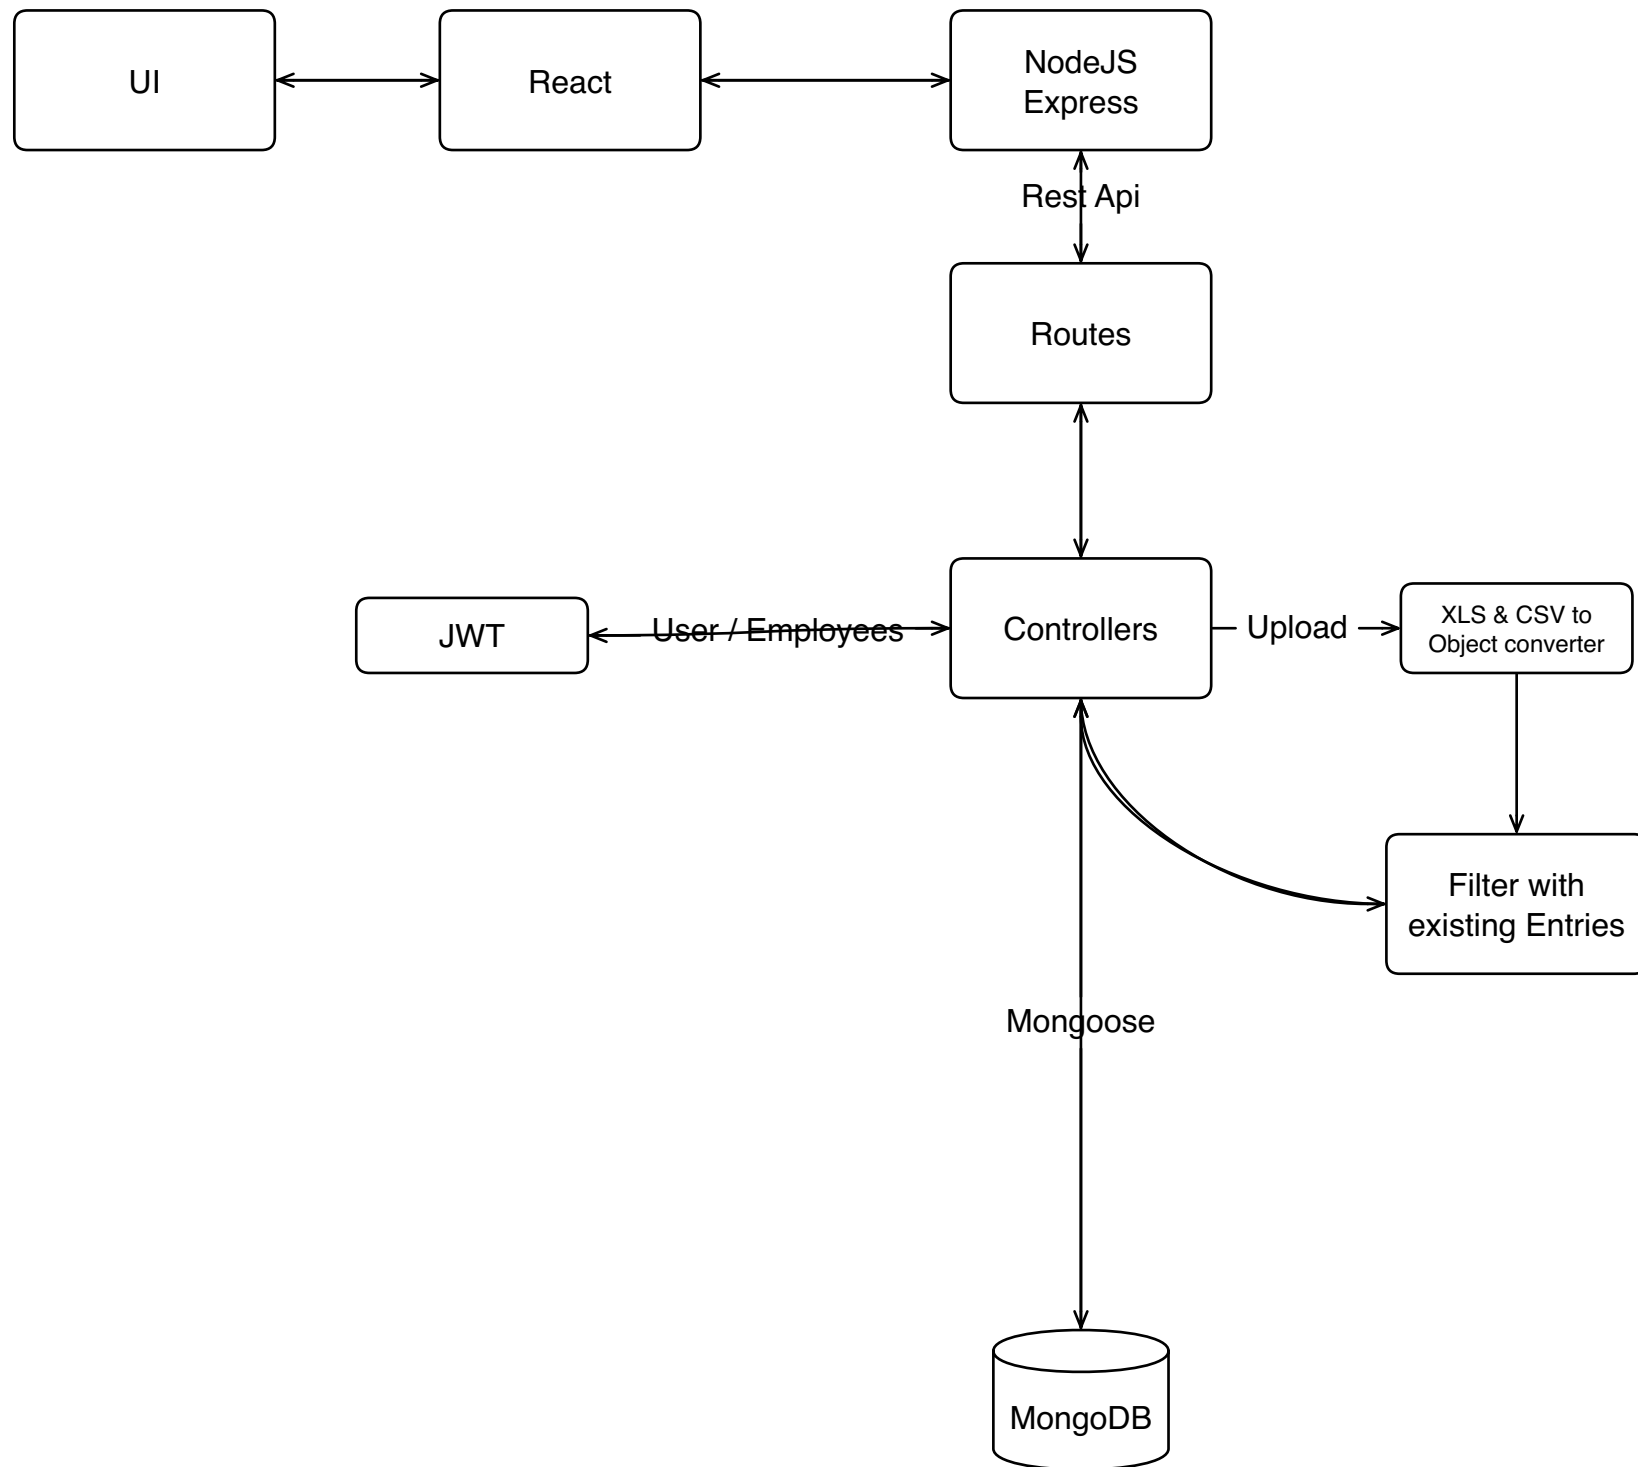 UI
React
NodeJS
Express
Rest Api
Routes
JWT
User / Employees
Controllers
Upload
XLS & CSV to
Object converter
Filter with
existing Entries
Mongoose
MongoDB